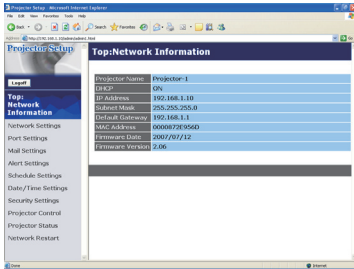 Projector Setup - Microsoft Internet Explorer
File Edit View Favorites Tools Help
Back Search Favorites
Projector Setup
Logoff
Top:
Network
Information
Network Settings
Port Settings
Mail Settings
Alert Settings
Schedule Settings
Date/Time Settings
Security Settings
Projector Control
Projector Status
Network Restart
Top:Network Information
Projector Name Projector-1
DHCP ON
IP Address 192.168.1.10
Subnet Mask 255.255.255.0
Default Gateway 192.168.1.1
MAC Address 0000872E956D
Firmware Date 2007/07/12
Firmware Version 2.06
Done Internet